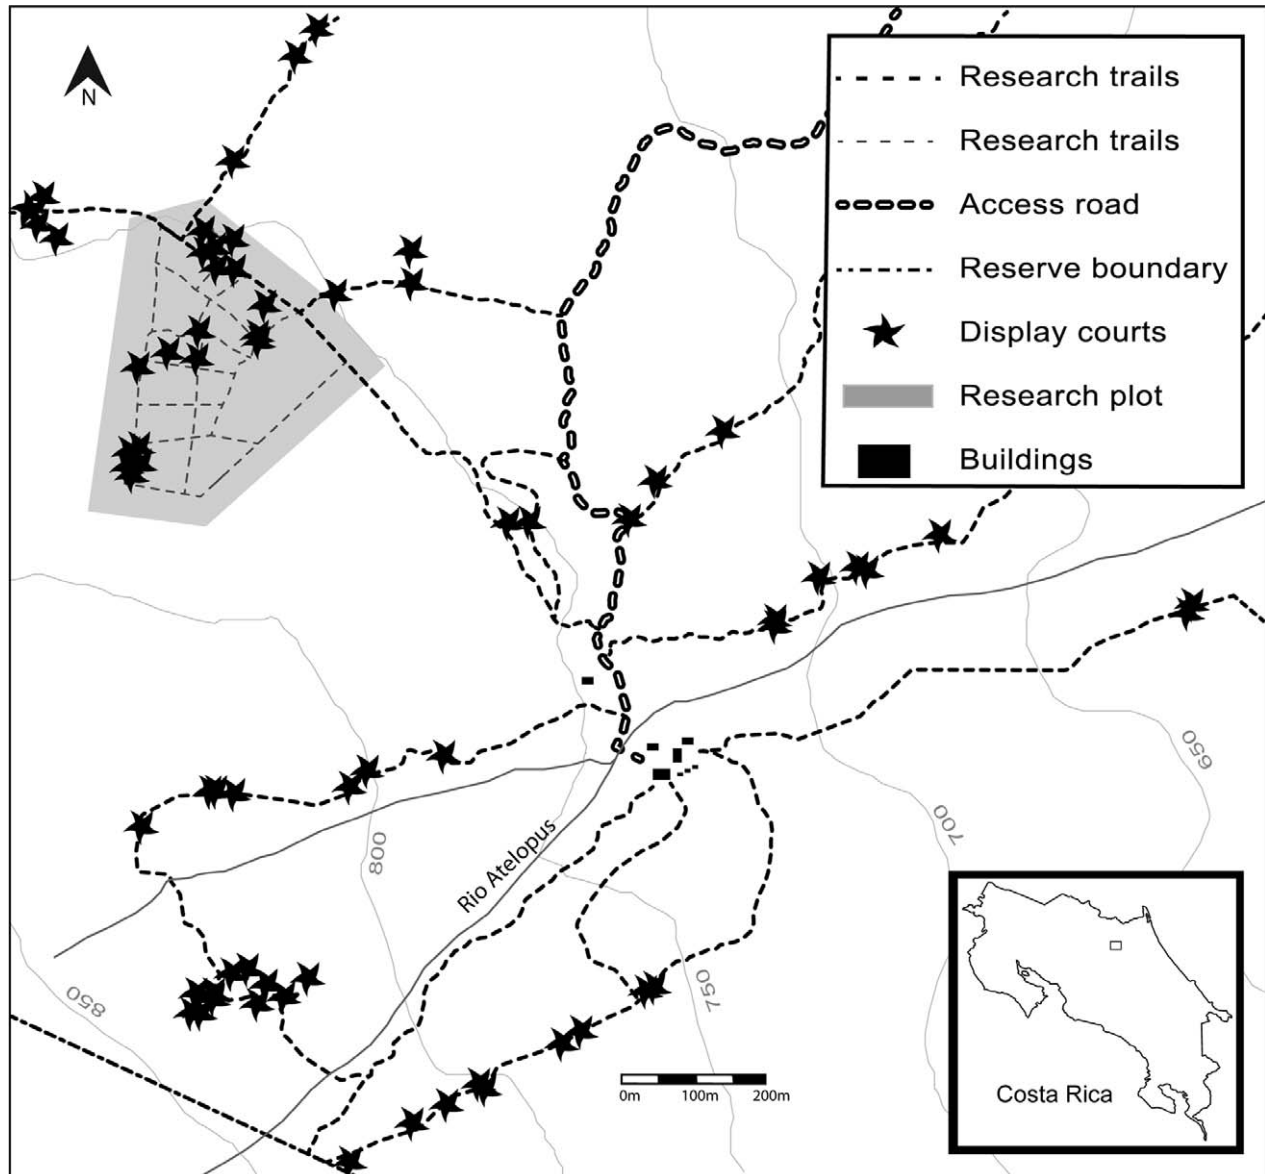 N
Research trails
Research trails
Access road
Reserve boundary
Display courts
Research plot
Buildings
650
700
800
Rio Atelopus
850
750
0m 100m 200m
Costa Rica